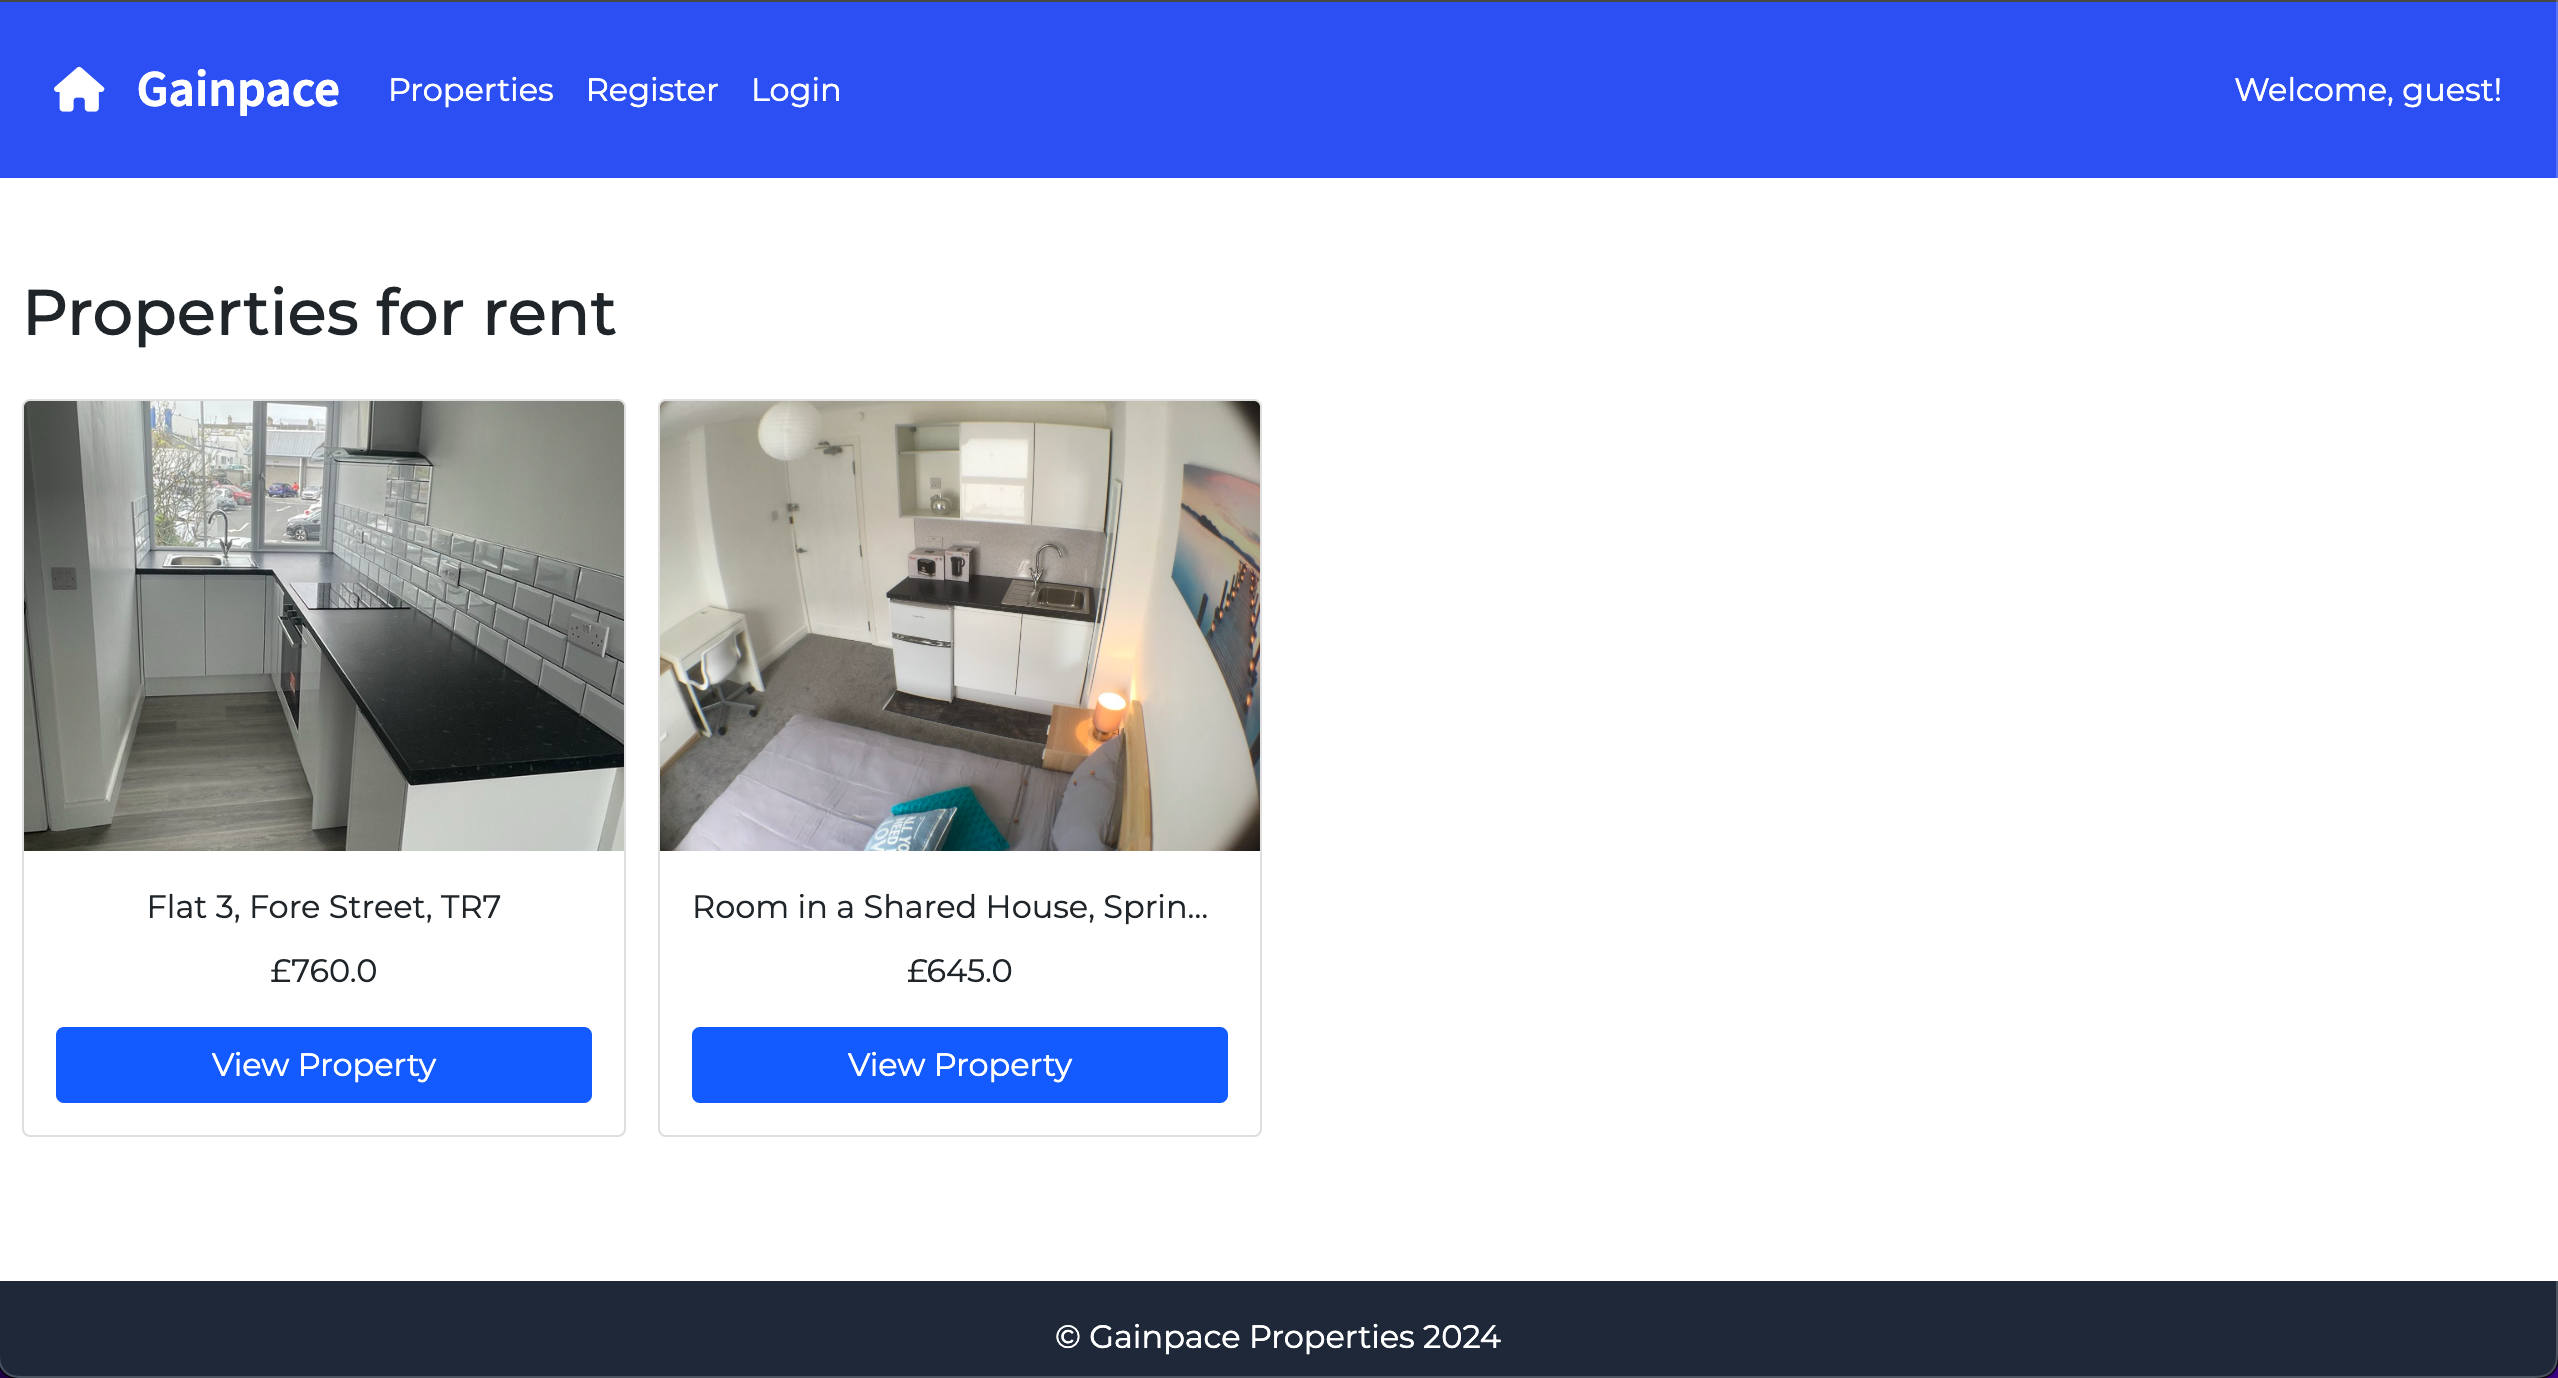 Gainpace Properties Register Login Welcome, guest!
Properties for rent
Flat 3, Fore Street, TR7
£760.0
View Property
Room in a Shared House, Sprin...
£645.0
View Property
© Gainpace Properties 2024